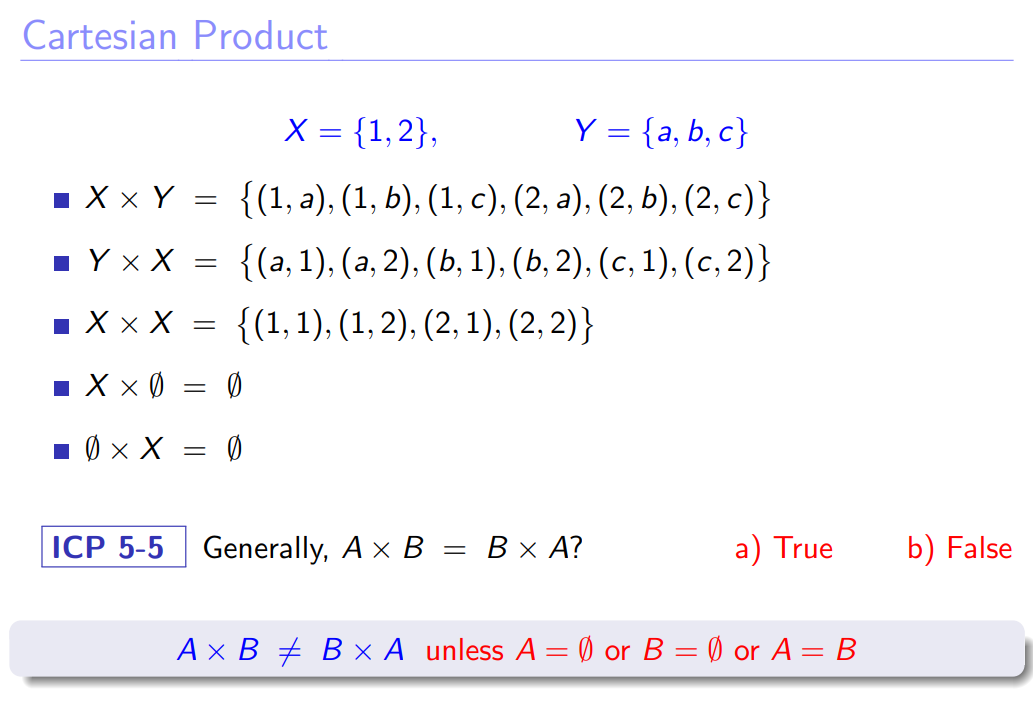 Cartesian Product
X = {1, 2}, Y = {a, b, c}
X × Y = {(1, a), (1, b), (1, c), (2, a), (2, b), (2, c)}
Y × X = {(a, 1), (a, 2), (b, 1), (b, 2), (c, 1), (c, 2)}
X × X = {(1, 1), (1, 2), (2, 1), (2, 2)}
X × ∅ = ∅
∅ × X = ∅
ICP 5-5 Generally, A × B = B × A? a) True b) False
A × B ≠ B × A unless A = ∅ or B = ∅ or A = B